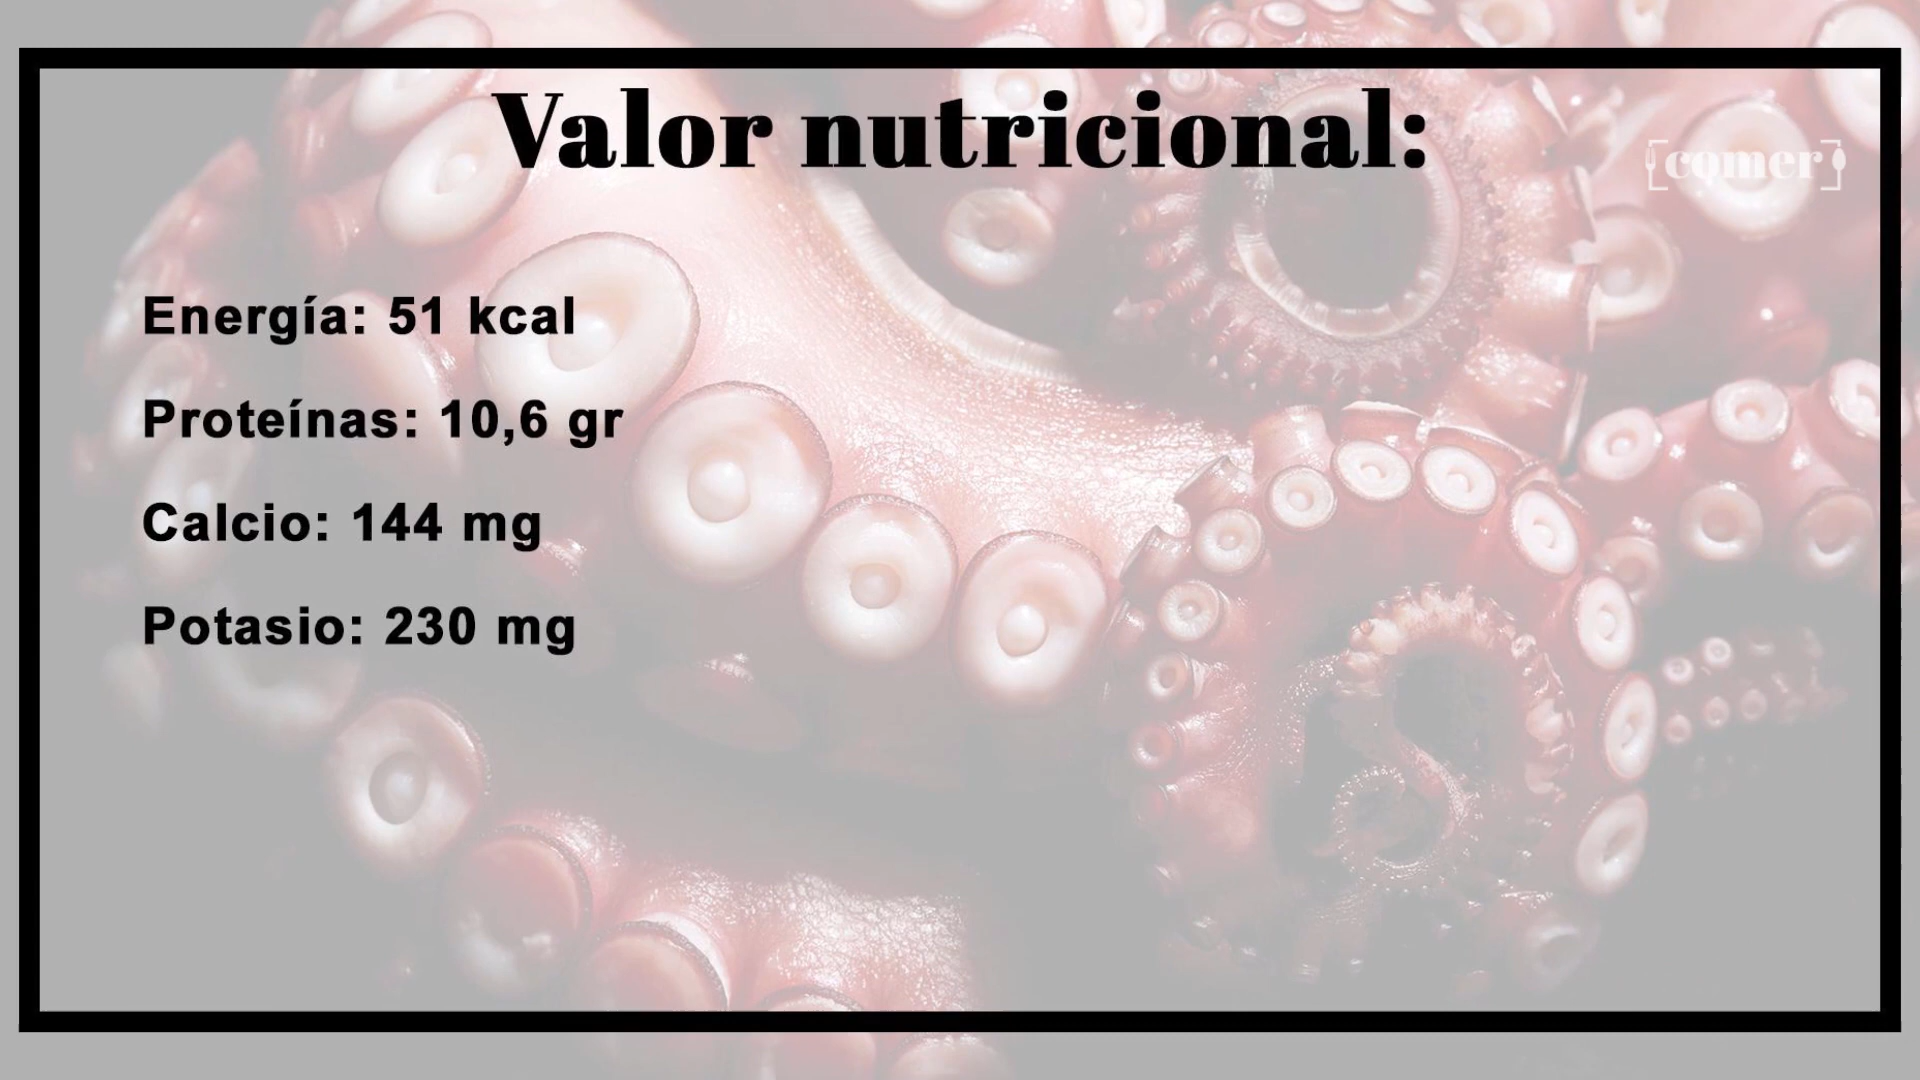 Valor nutricional:
[comer]
Energía: 51 kcal
Proteínas: 10,6 gr
Calcio: 144 mg
Potasio: 230 mg